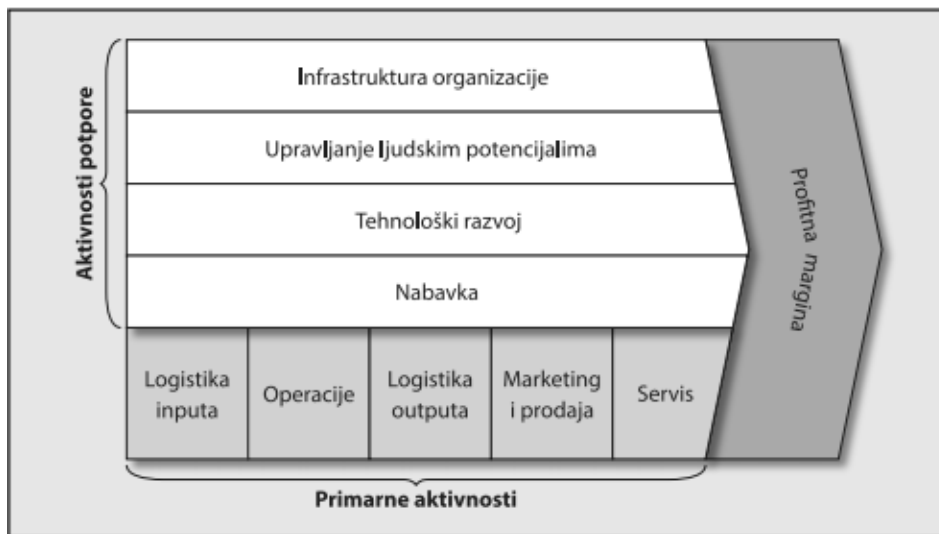 Aktivnosti potpore
Infrastruktura organizacije
Upravljanje ljudskim potencijalima
Tehnološki razvoj
Nabavka
Logistika
inputa
Operacije
Logistika
outputa
Marketing
i prodaja
Servis
Profitna margina
Primarne aktivnosti